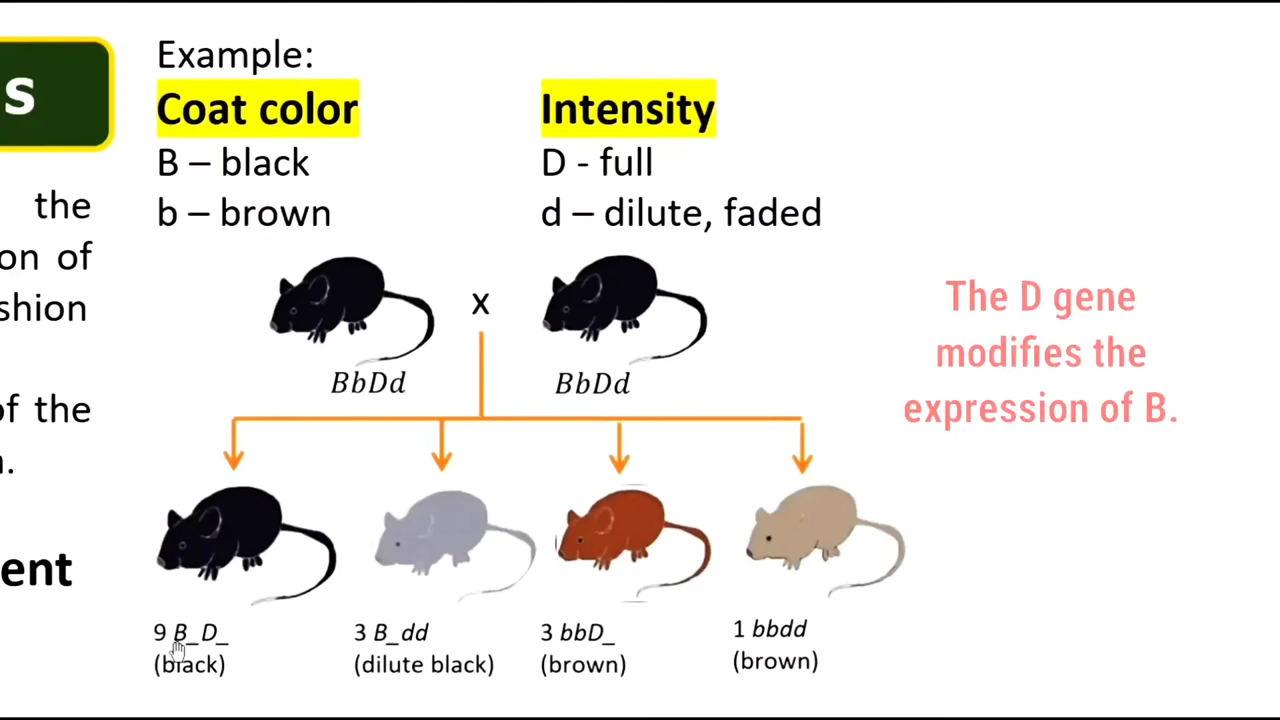 s
the
on of
shion
of the
n.
ent
Example:
Coat color
B – black
b – brown
Intensity
D - full
d – dilute, faded
x
BbDd
BbDd
The D gene
modifies the
expression of B.
9 B_D_
(black)
3 B_dd
(dilute black)
3 bbD_
(brown)
1 bbdd
(brown)